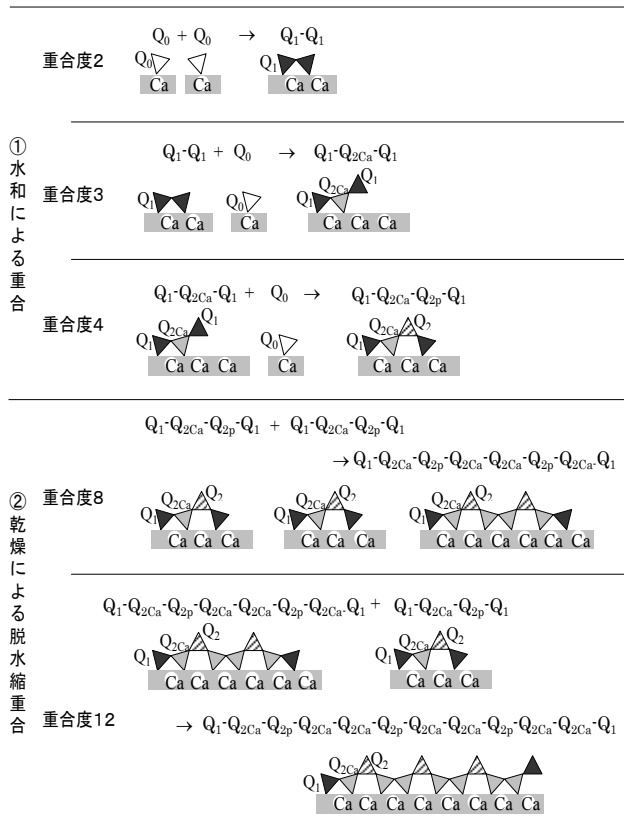 ①水和による重合
重合度2
Q₀ + Q₀ → Q₁-Q₁
Q₀ Q₁
Ca Ca Ca Ca
重合度3
Q₁-Q₁ + Q₀ → Q₁-Q₂Ca-Q₁
Q₁ Q₀ Q₁ Q₂Ca Q₁
Ca Ca Ca Ca Ca Ca
重合度4
Q₁-Q₂Ca-Q₁ + Q₀ → Q₁-Q₂Ca-Q₂p-Q₁
Q₁ Q₂Ca Q₁ Q₀ Q₁ Q₂Ca Q₂
Ca Ca Ca Ca Ca Ca Ca
②乾燥による脱水縮重合
重合度8
Q₁-Q₂Ca-Q₂p-Q₁ + Q₁-Q₂Ca-Q₂p-Q₁
→Q₁-Q₂Ca-Q₂p-Q₂Ca-Q₂Ca-Q₂p-Q₂Ca-Q₁
Q₁ Q₂Ca Q₂ Q₁ Q₂Ca Q₂ Q₁ Q₂Ca Q₂
Ca Ca Ca Ca Ca Ca Ca Ca Ca Ca Ca Ca
重合度12
Q₁-Q₂Ca-Q₂p-Q₂Ca-Q₂Ca-Q₂p-Q₂Ca-Q₁ + Q₁-Q₂Ca-Q₂p-Q₁
Q₁ Q₂Ca Q₂ Q₁ Q₂Ca Q₂
Ca Ca Ca Ca Ca Ca Ca Ca Ca
→ Q₁-Q₂Ca-Q₂p-Q₂Ca-Q₂Ca-Q₂p-Q₂Ca-Q₂Ca-Q₂p-Q₂Ca-Q₂Ca-Q₁
Q₁ Q₂Ca Q₂
Ca Ca Ca Ca Ca Ca Ca Ca